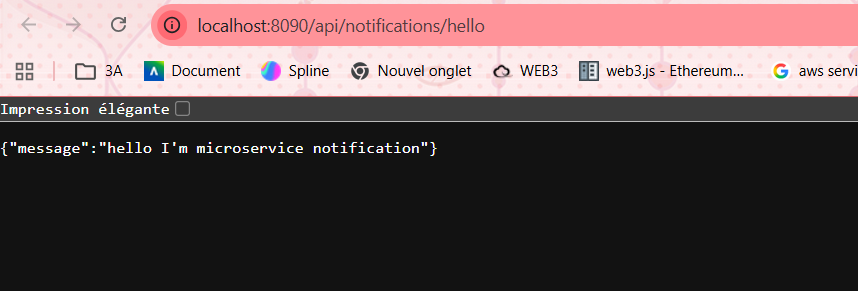 localhost:8090/api/notifications/hello
3A Document Spline Nouvel onglet WEB3 web3.js - Ethereum... aws servi
Impression élégante
{"message":"hello I'm microservice notification"}